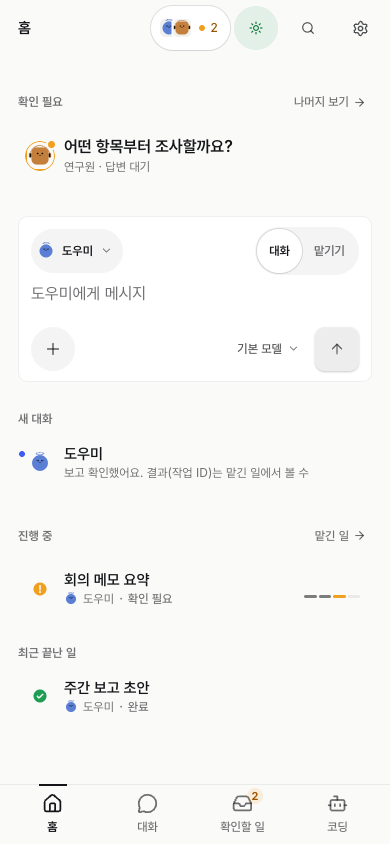 홈
2
확인 필요
나머지 보기 →
어떤 항목부터 조사할까요?
연구원 · 답변 대기
도우미
대화
맡기기
도우미에게 메시지
기본 모델
새 대화
도우미
보고 확인했어요. 결과(작업 ID)는 맡긴 일에서 볼 수
진행 중
맡긴 일 →
회의 메모 요약
도우미 · 확인 필요
최근 끝난 일
주간 보고 초안
도우미 · 완료
2
홈
대화
확인할 일
코딩